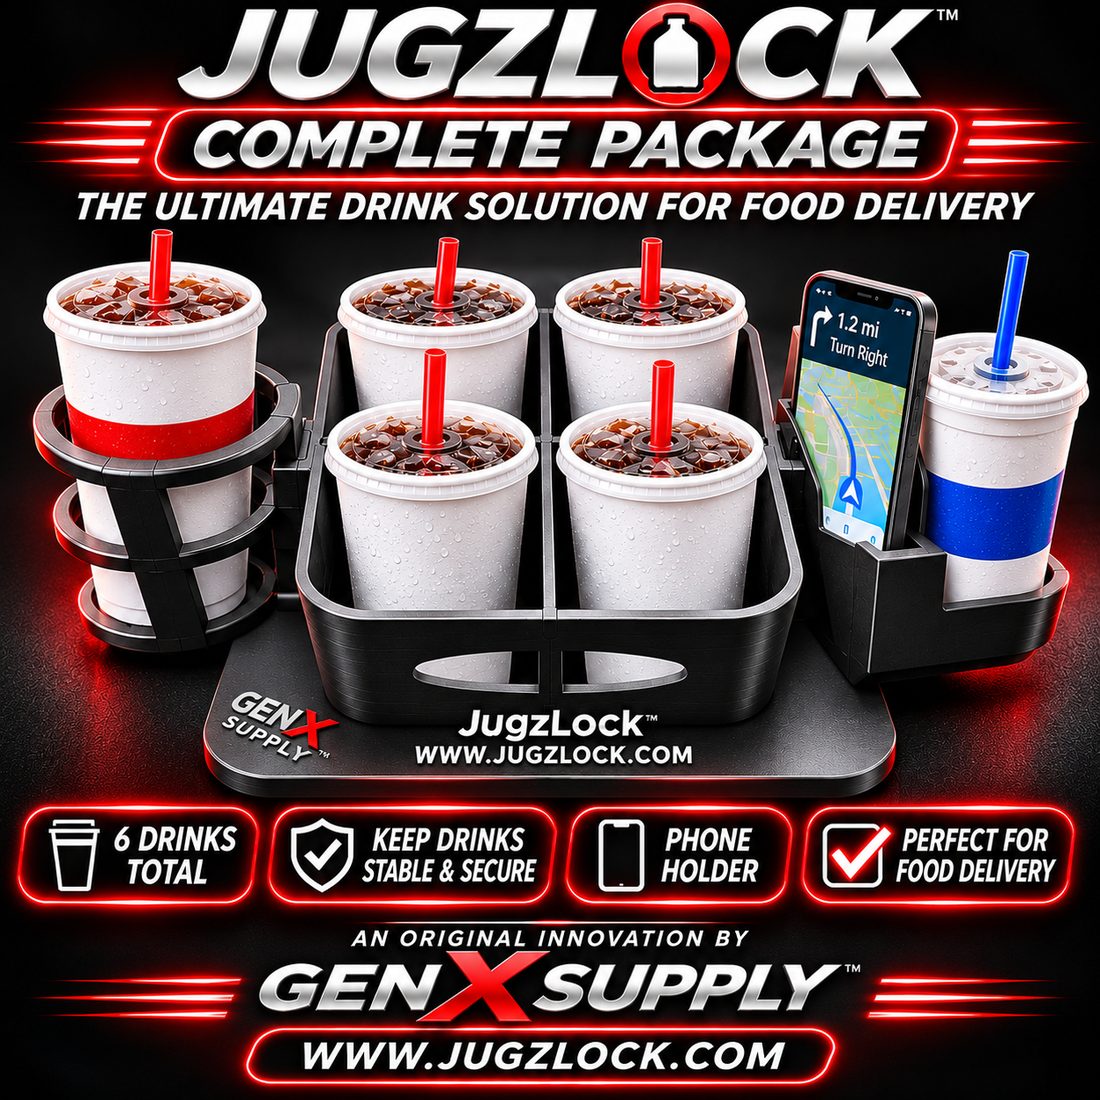 JUGZLOCK™
COMPLETE PACKAGE
THE ULTIMATE DRINK SOLUTION FOR FOOD DELIVERY
1.2 mi
Turn Right
GENX
SUPPLY™
JugzLock™
WWW.JUGZLOCK.COM
6 DRINKS
TOTAL
KEEP DRINKS
STABLE & SECURE
PHONE
HOLDER
PERFECT FOR
FOOD DELIVERY
AN ORIGINAL INNOVATION BY
GENXSUPPLY™
WWW.JUGZLOCK.COM